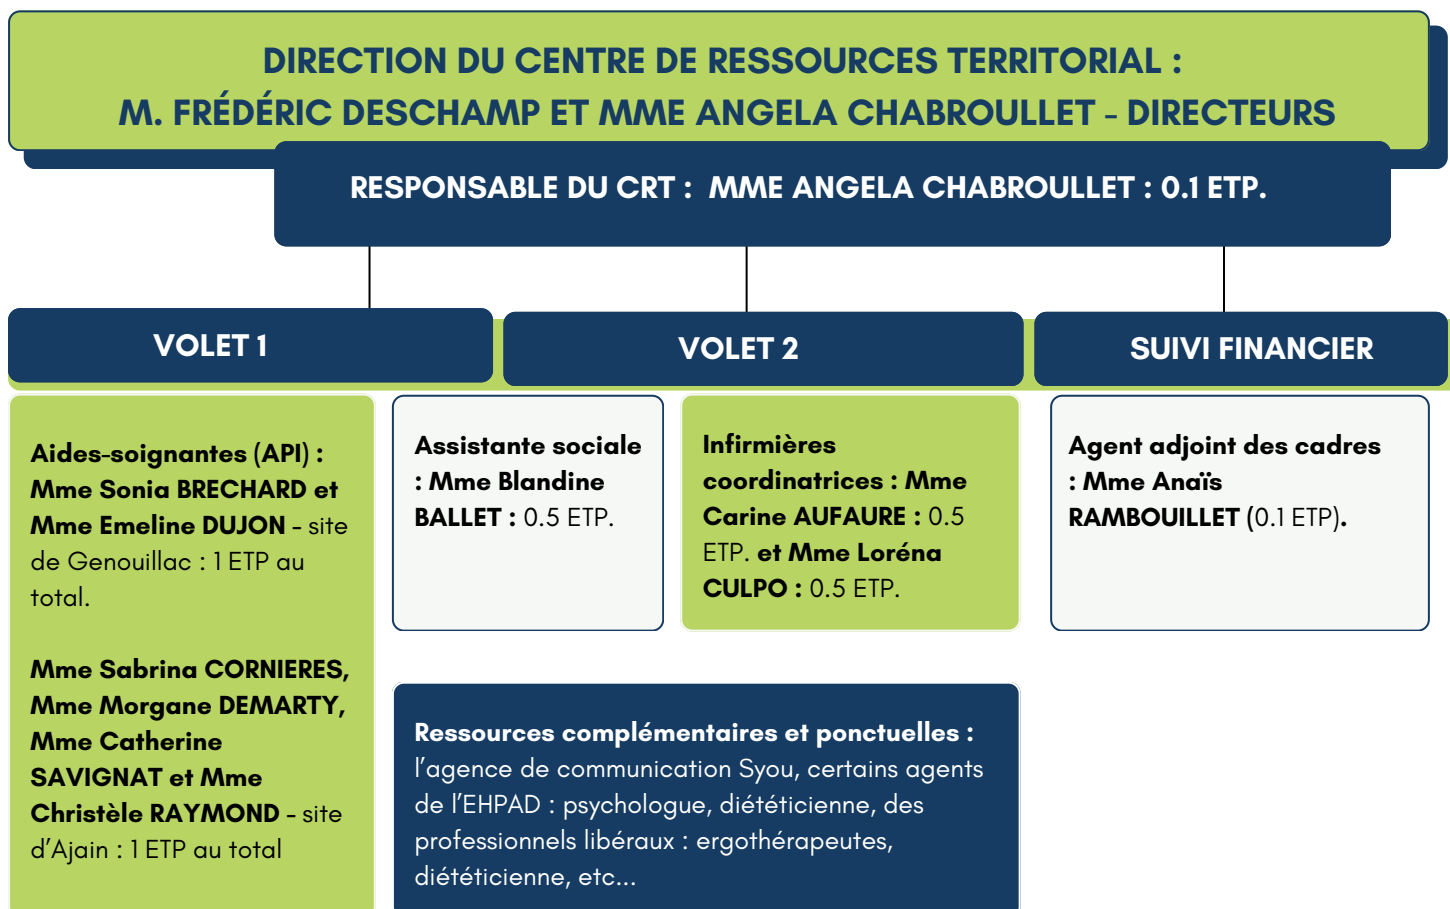 DIRECTION DU CENTRE DE RESSOURCES TERRITORIAL :
M. FRÉDÉRIC DESCHAMP ET MME ANGELA CHABROULLET - DIRECTEURS
RESPONSABLE DU CRT : MME ANGELA CHABROULLET : 0.1 ETP.
VOLET 1
VOLET 2
SUIVI FINANCIER
Aides-soignantes (API) :
Mme Sonia BRECHARD et
Mme Emeline DUJON - site
de Genouillac : 1 ETP au
total.
Mme Sabrina CORNIERES,
Mme Morgane DEMARTY,
Mme Catherine
SAVIGNAT et Mme
Christèle RAYMOND - site
d'Ajain : 1 ETP au total
Assistante sociale
: Mme Blandine
BALLET : 0.5 ETP.
Infirmières
coordinatrices : Mme
Carine AUFAURE : 0.5
ETP. et Mme Loréna
CULPO : 0.5 ETP.
Agent adjoint des cadres
: Mme Anaïs
RAMBOUILLET (0.1 ETP).
Ressources complémentaires et ponctuelles :
l'agence de communication Syou, certains agents
de l'EHPAD : psychologue, diététicienne, des
professionnels libéraux : ergothérapeutes,
diététicienne, etc...